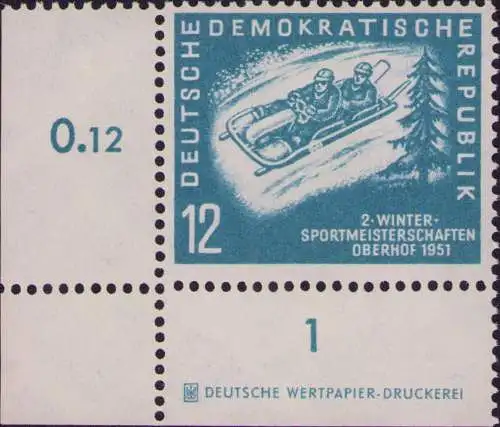 DEUTSCHE DEMOKRATISCHE REPUBLIK
0.12
12
2. WINTER-
SPORTMEISTERSCHAFTEN
OBERHOF 1951
1
DEUTSCHE WERTPAPIER-DRUCKEREI